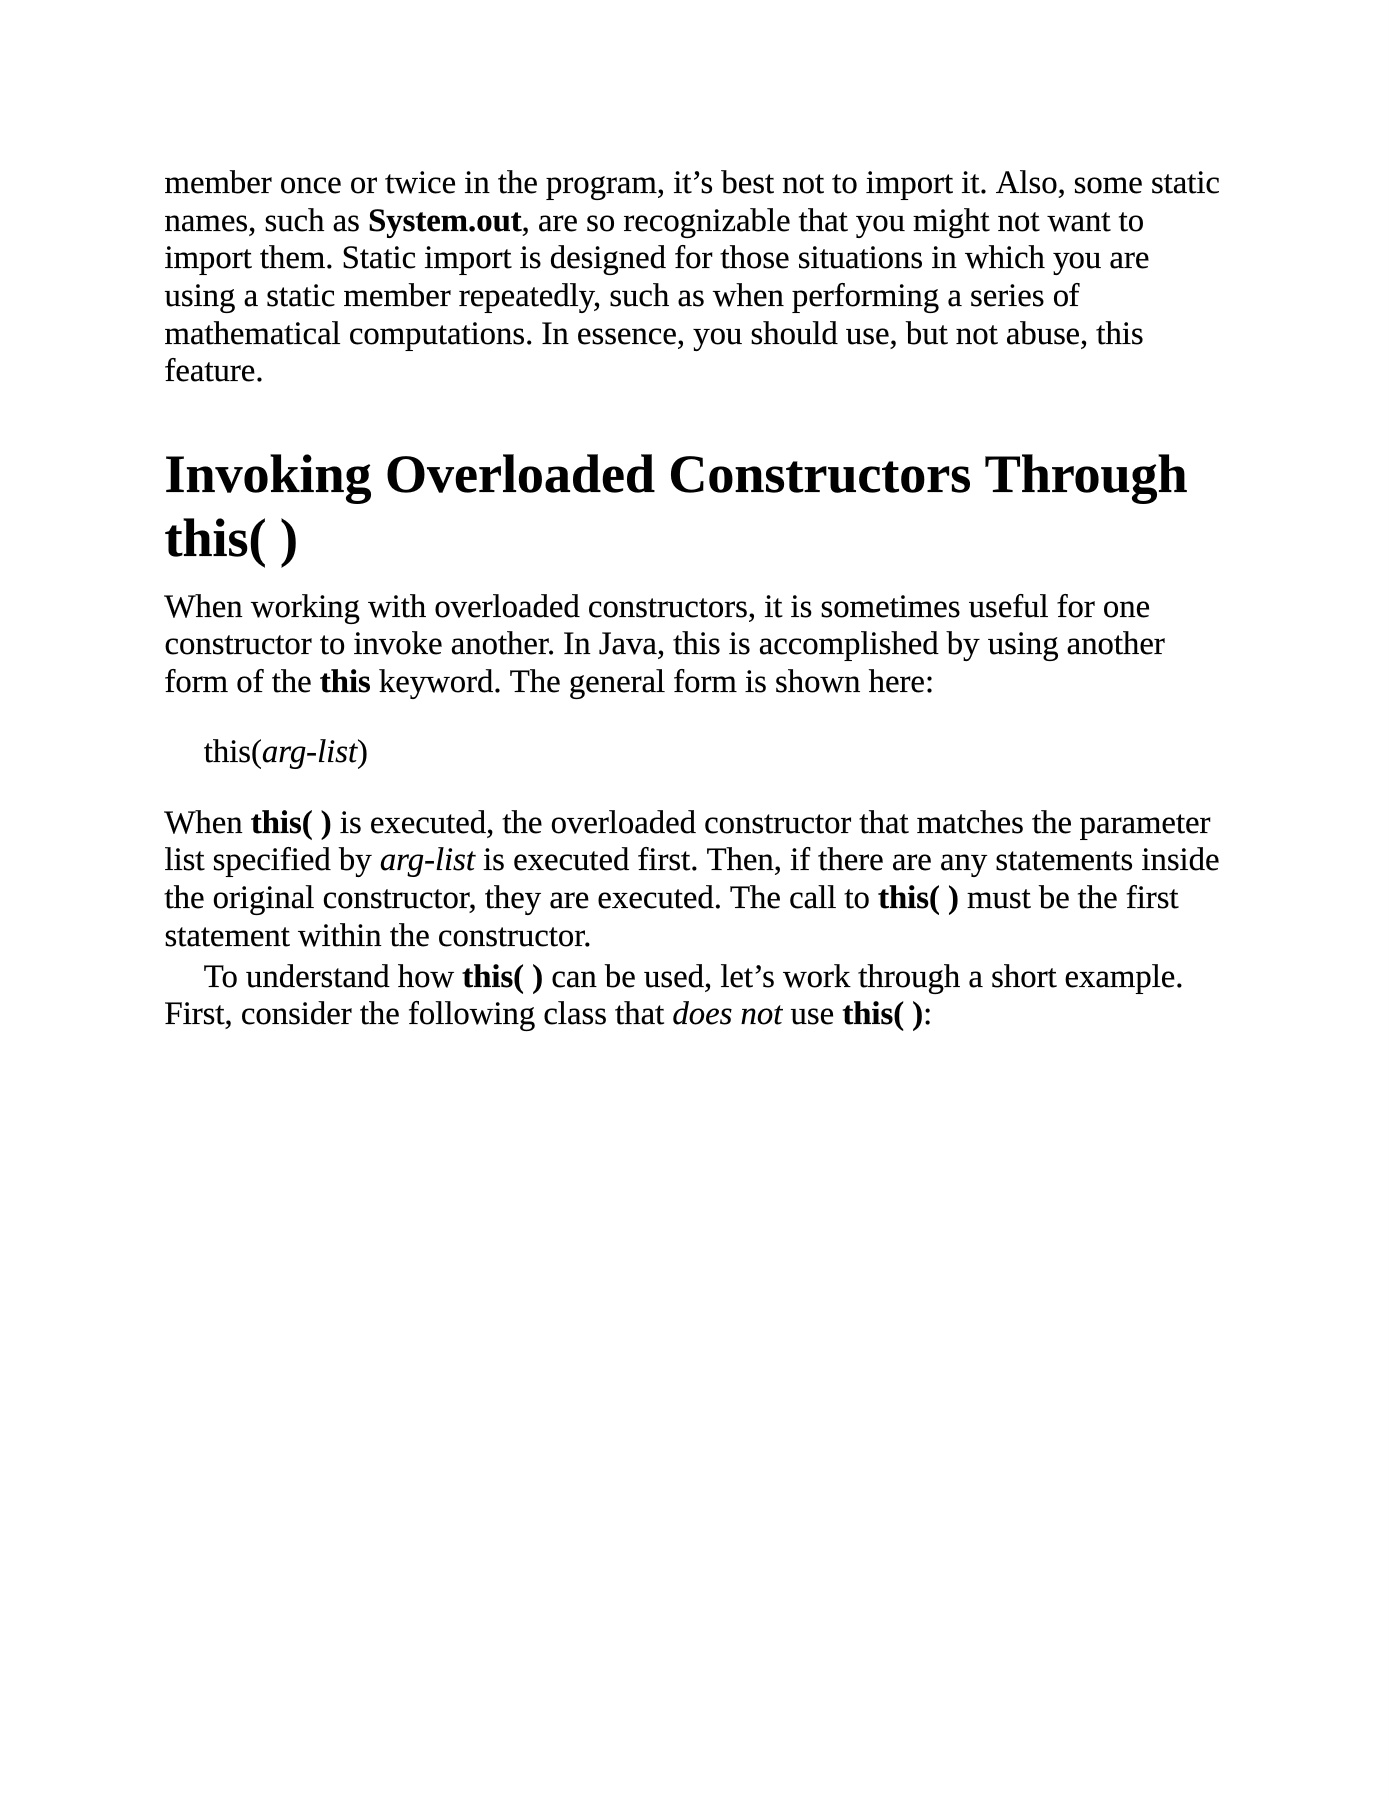 member once or twice in the program, it’s best not to import it. Also, some static
names, such as System.out, are so recognizable that you might not want to
import them. Static import is designed for those situations in which you are
using a static member repeatedly, such as when performing a series of
mathematical computations. In essence, you should use, but not abuse, this
feature.
Invoking Overloaded Constructors Through
this( )
When working with overloaded constructors, it is sometimes useful for one
constructor to invoke another. In Java, this is accomplished by using another
form of the this keyword. The general form is shown here:
this(arg-list)
When this( ) is executed, the overloaded constructor that matches the parameter
list specified by arg-list is executed first. Then, if there are any statements inside
the original constructor, they are executed. The call to this( ) must be the first
statement within the constructor.
To understand how this( ) can be used, let’s work through a short example.
First, consider the following class that does not use this( ):